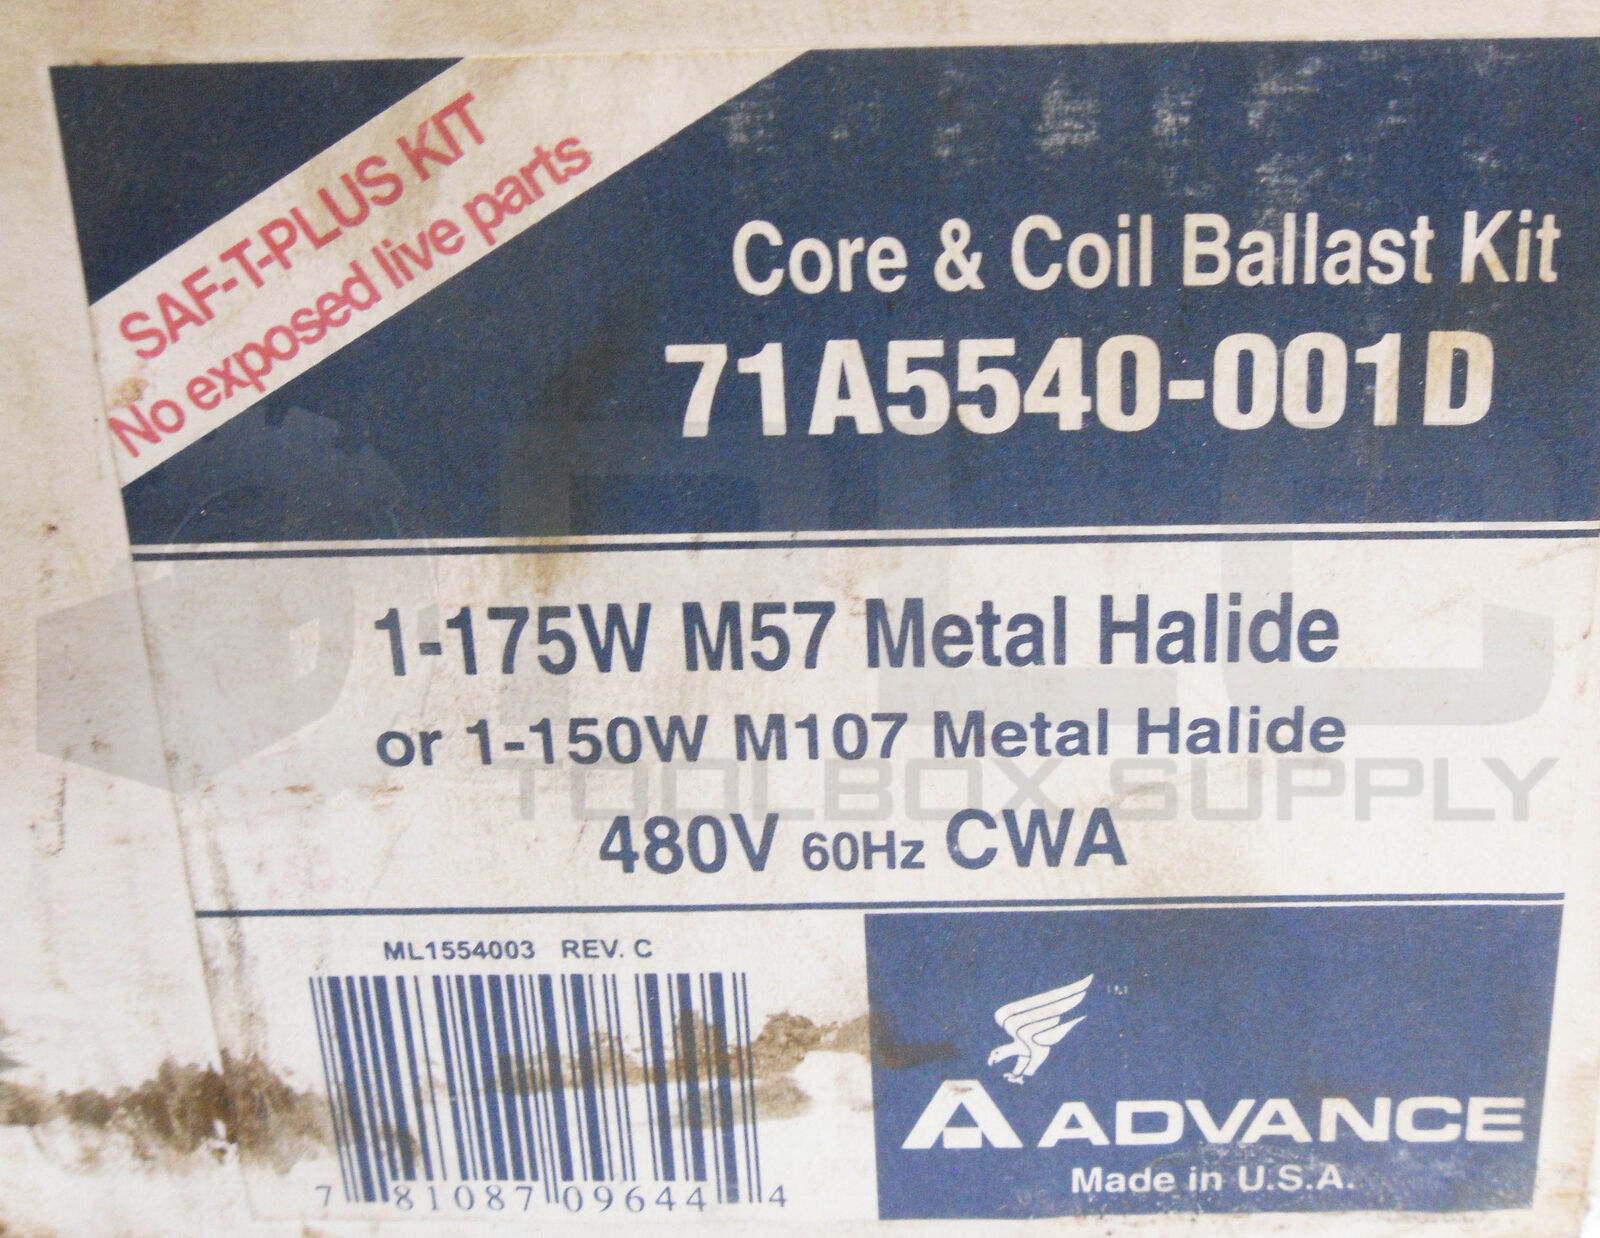 SAF-T-PLUS KIT
No exposed live parts
Core & Coil Ballast Kit
71A5540-001D
1-175W M57 Metal Halide
or 1-150W M107 Metal Halide
TOOLBOX SUPPLY
480V 60Hz CWA
ML1554003 REV. C
7 81087 09644 4
TM
A ADVANCE
Made in U.S.A.